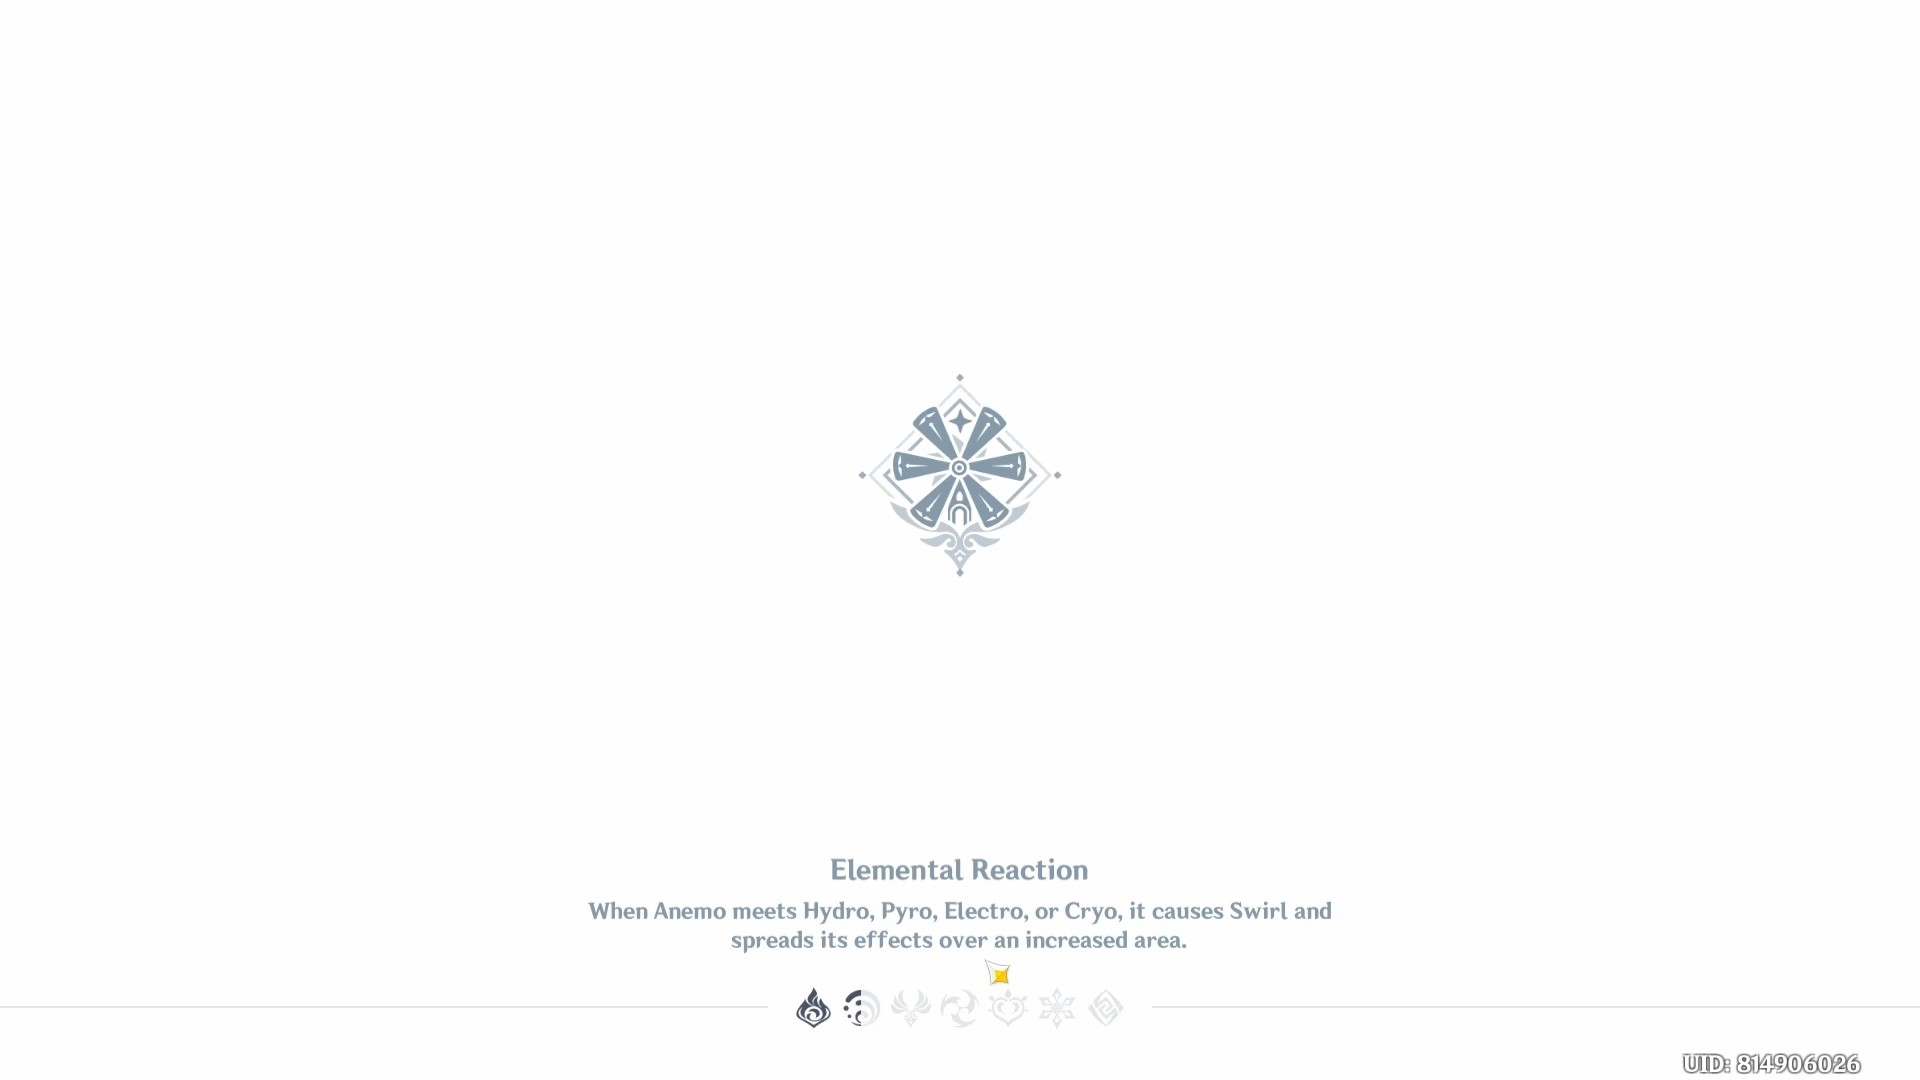 Elemental Reaction
When Anemo meets Hydro, Pyro, Electro, or Cryo, it causes Swirl and
spreads its effects over an increased area.
UID: 814906026